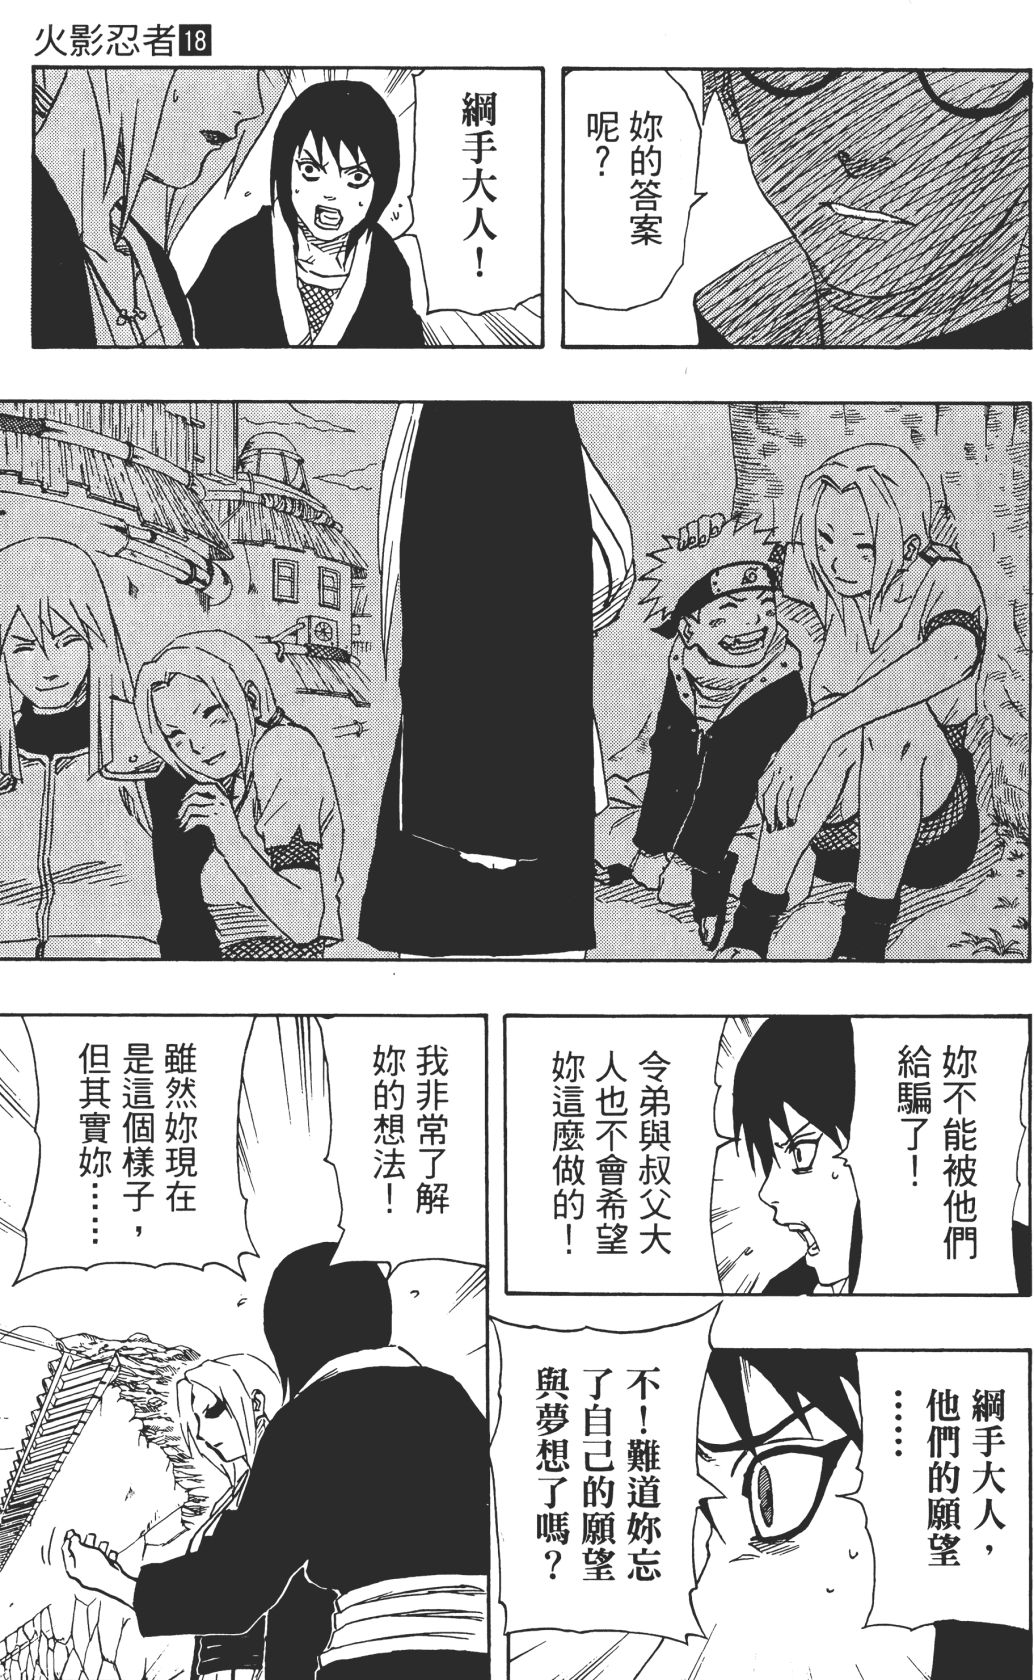 火影忍者18
妳的答案
呢？
綱手大人！
妳不能被他們
給騙了！
令弟與叔父大
人也不會希望
妳這麼做的！
綱手大人，
他們的願望
……
不！難道妳忘
了自己的願望
與夢想了嗎？
我非常了解
妳的想法！
雖然妳現在
是這個樣子，
但其實妳……